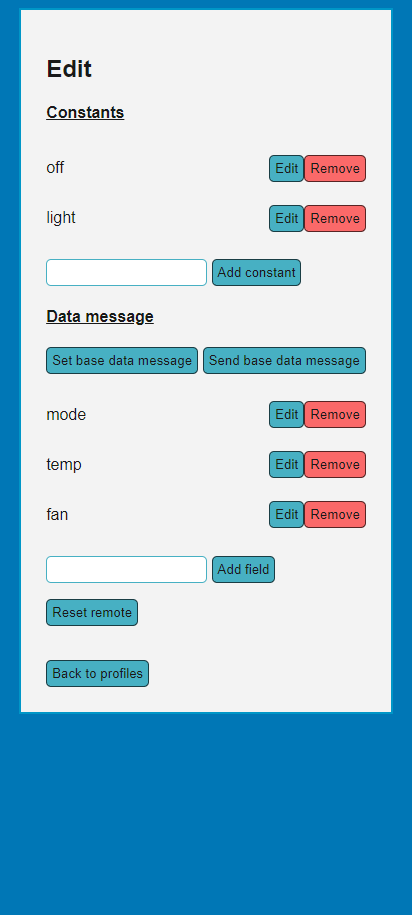 Edit
Constants
off Edit Remove
light Edit Remove
Add constant
Data message
Set base data message Send base data message
mode Edit Remove
temp Edit Remove
fan Edit Remove
Add field
Reset remote
Back to profiles